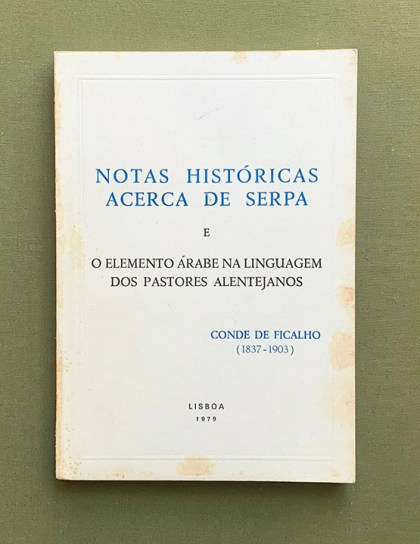 NOTAS HISTÓRICAS
ACERCA DE SERPA
E
O ELEMENTO ÁRABE NA LINGUAGEM
DOS PASTORES ALENTEJANOS
CONDE DE FICALHO
(1837-1903)
LISBOA
1979